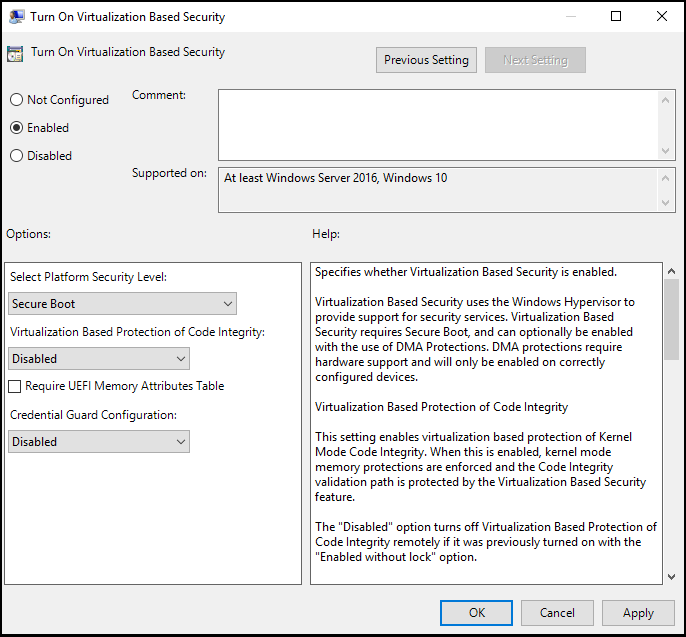 Turn On Virtualization Based Security
Turn On Virtualization Based Security
Previous Setting
Next Setting
Not Configured
Enabled
Disabled
Comment:
Supported on:
At least Windows Server 2016, Windows 10
Options:
Help:
Select Platform Security Level:
Secure Boot
Virtualization Based Protection of Code Integrity:
Disabled
Require UEFI Memory Attributes Table
Credential Guard Configuration:
Disabled
Specifies whether Virtualization Based Security is enabled.
Virtualization Based Security uses the Windows Hypervisor to
provide support for security services. Virtualization Based
Security requires Secure Boot, and can optionally be enabled
with the use of DMA Protections. DMA protections require
hardware support and will only be enabled on correctly
configured devices.
Virtualization Based Protection of Code Integrity
This setting enables virtualization based protection of Kernel
Mode Code Integrity. When this is enabled, kernel mode
memory protections are enforced and the Code Integrity
validation path is protected by the Virtualization Based Security
feature.
The "Disabled" option turns off Virtualization Based Protection of
Code Integrity remotely if it was previously turned on with the
"Enabled without lock" option.
OK
Cancel
Apply